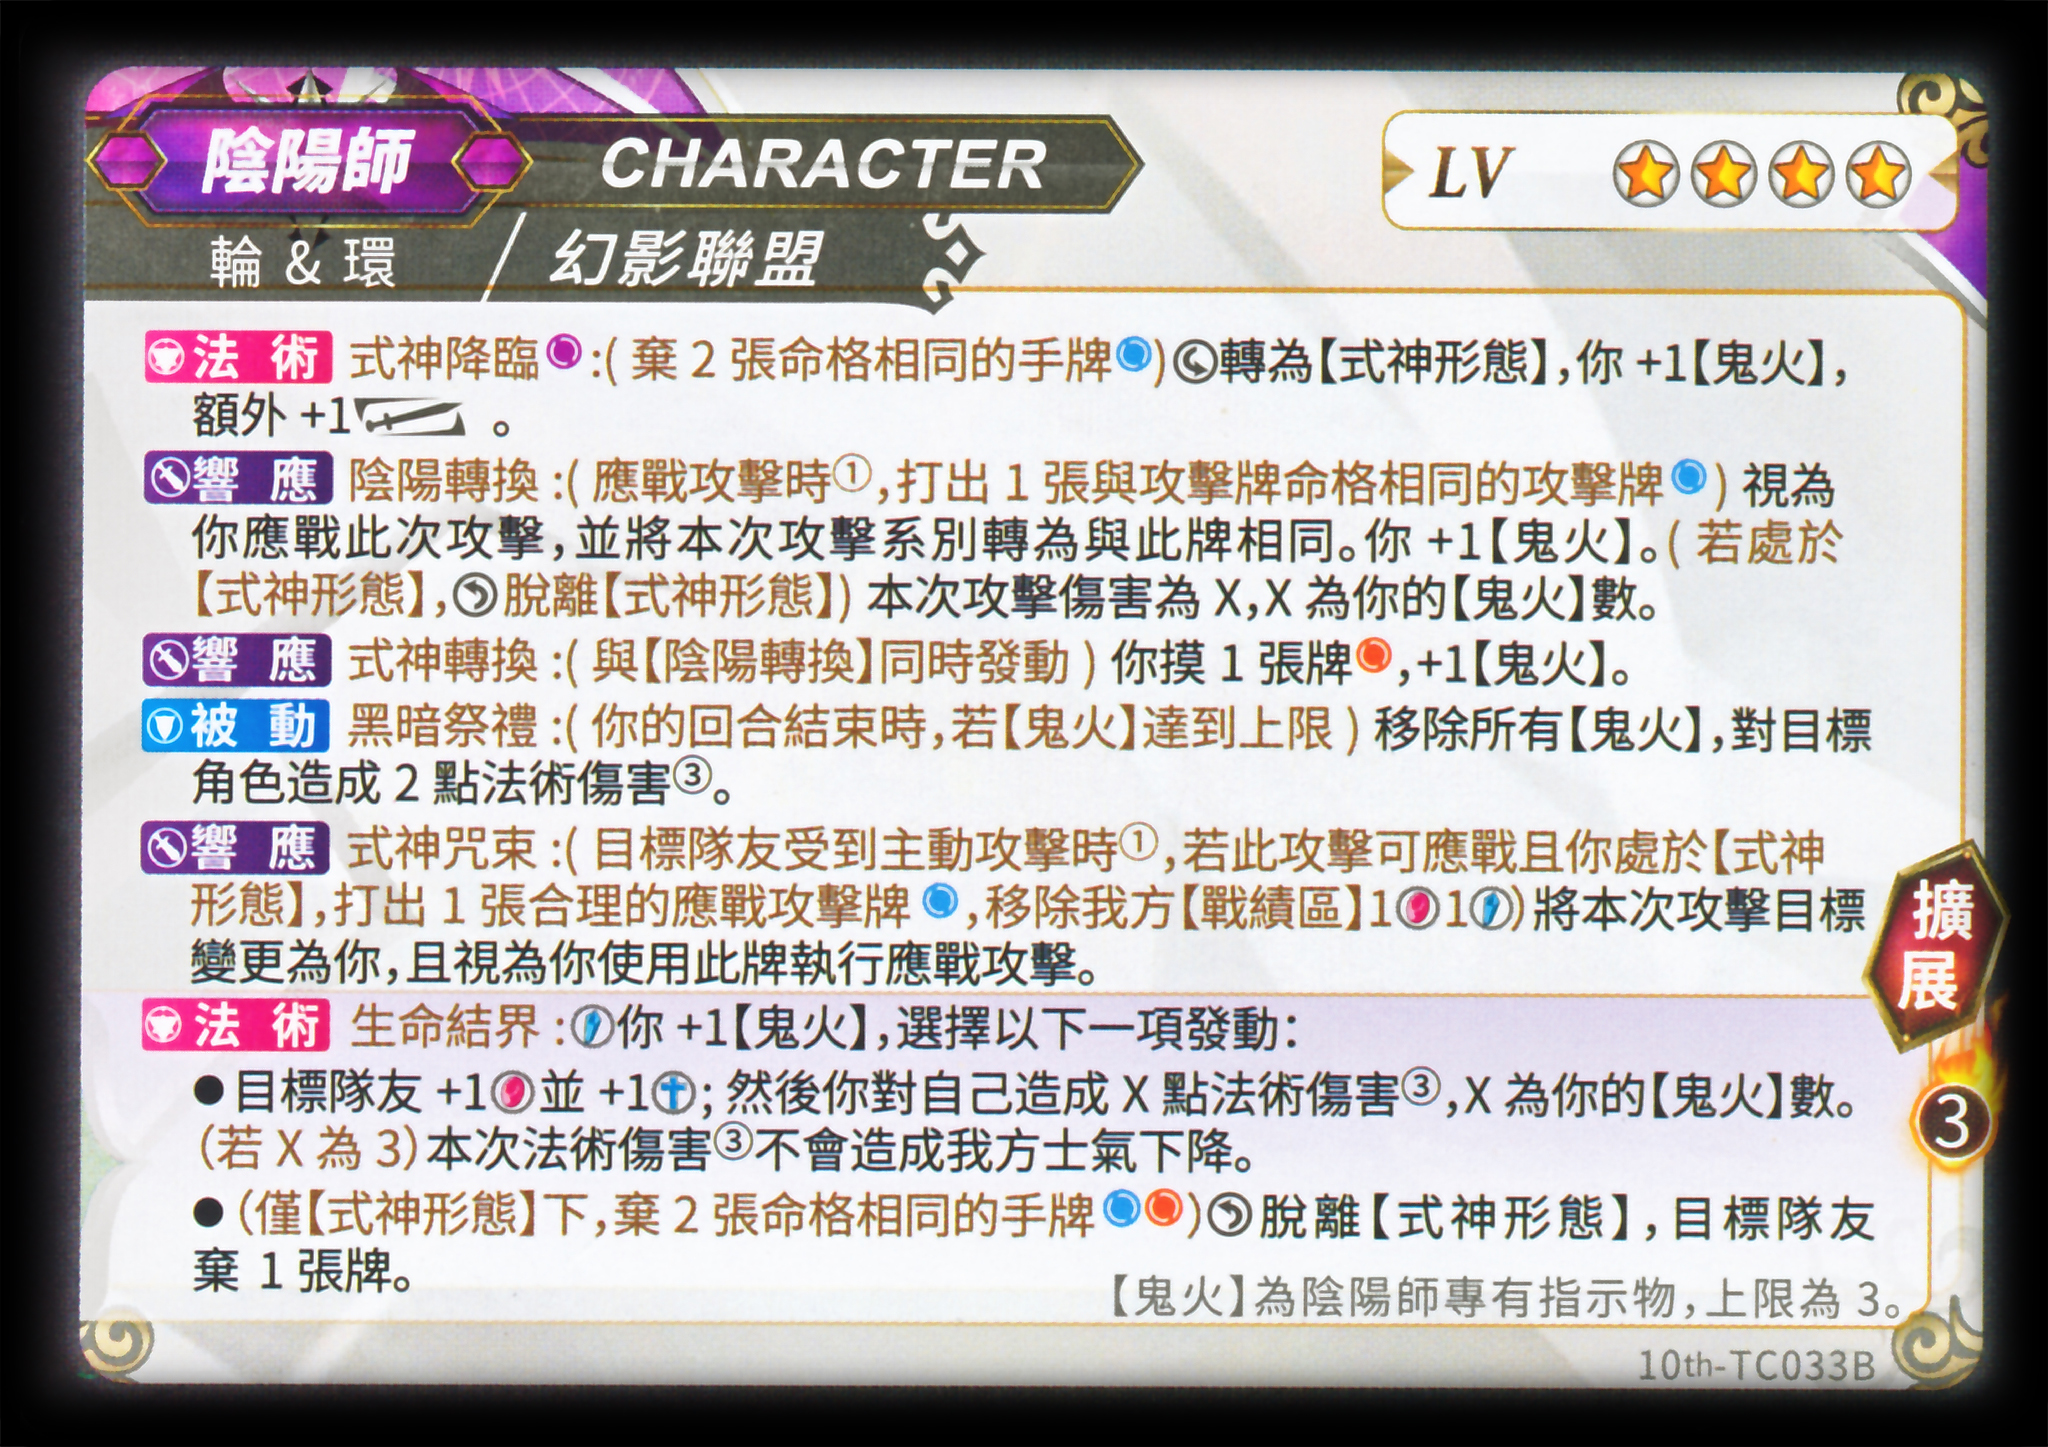 陰陽師 CHARACTER LV
輪 & 環 / 幻影聯盟
法術 式神降臨:(棄 2 張命格相同的手牌)轉為【式神形態】,你 +1【鬼火】,
額外 +1 。
響應 陰陽轉換:(應戰攻擊時①,打出 1 張與攻擊牌命格相同的攻擊牌)視為
你應戰此次攻擊,並將本次攻擊系別轉為與此牌相同。你 +1【鬼火】。(若處於
【式神形態】,脫離【式神形態】)本次攻擊傷害為 X,X 為你的【鬼火】數。
響應 式神轉換:(與【陰陽轉換】同時發動)你摸 1 張牌,+1【鬼火】。
被動 黑暗祭禮:(你的回合結束時,若【鬼火】達到上限)移除所有【鬼火】,對目標
角色造成 2 點法術傷害③。
響應 式神咒束:(目標隊友受到主動攻擊時①,若此攻擊可應戰且你處於【式神
形態】,打出 1 張合理的應戰攻擊牌,移除我方【戰績區】1 1)將本次攻擊目標
變更為你,且視為你使用此牌執行應戰攻擊。
法術 生命結界:你 +1【鬼火】,選擇以下一項發動:
●目標隊友 +1並 +1;然後你對自己造成 X 點法術傷害③,X 為你的【鬼火】數。
(若 X 為 3)本次法術傷害③不會造成我方士氣下降。
●(僅【式神形態】下,棄 2 張命格相同的手牌)脫離【式神形態】,目標隊友
棄 1 張牌。
【鬼火】為陰陽師專有指示物,上限為 3。
擴展
3
10th-TC033B